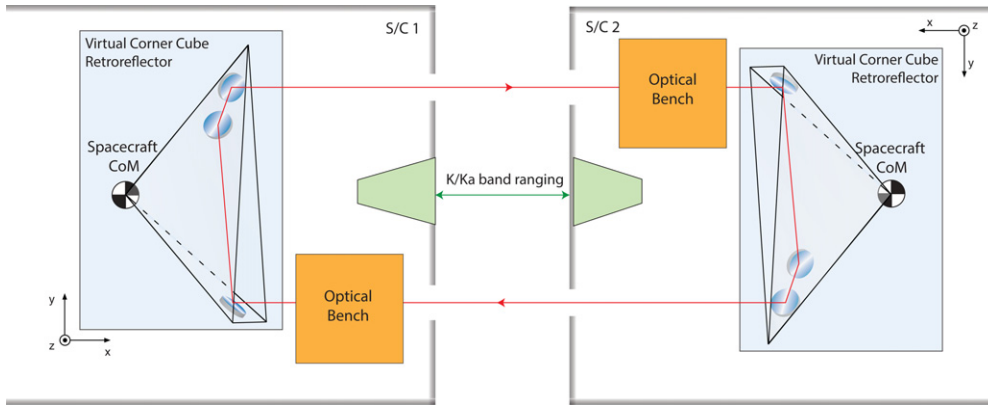 S/C 1
S/C 2
Virtual Corner Cube
Retroreflector
Spacecraft
CoM
Optical
Bench
y
z
x
K/Ka band ranging
Optical
Bench
x
z
y
Virtual Corner Cube
Retroreflector
Spacecraft
CoM